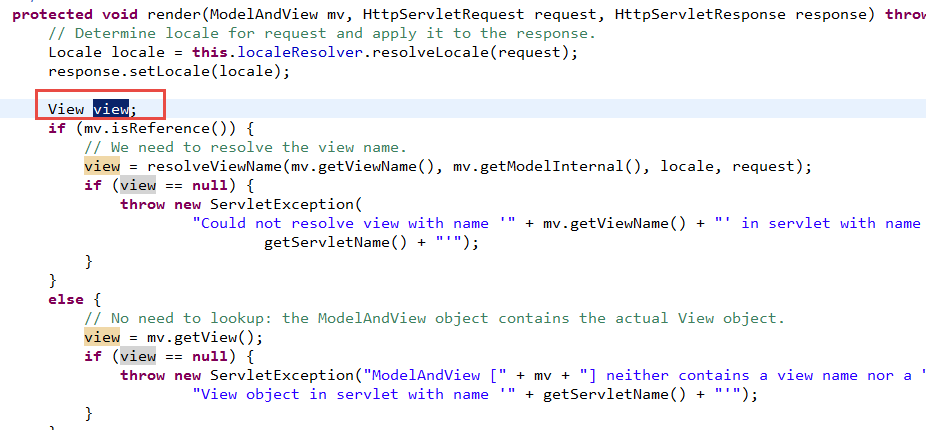 protected void render(ModelAndView mv, HttpServletRequest request, HttpServletResponse response) throw
// Determine locale for request and apply it to the response.
Locale locale = this.localeResolver.resolveLocale(request);
response.setLocale(locale);
View view;
if (mv.isReference()) {
// We need to resolve the view name.
view = resolveViewName(mv.getViewName(), mv.getModelInternal(), locale, request);
if (view == null) {
throw new ServletException(
"Could not resolve view with name '" + mv.getViewName() + "' in servlet with name
getServletName() + "'");
}
}
else {
// No need to lookup: the ModelAndView object contains the actual View object.
view = mv.getView();
if (view == null) {
throw new ServletException("ModelAndView [" + mv + "] neither contains a view name nor a '
"View object in servlet with name '" + getServletName() + "'");
}